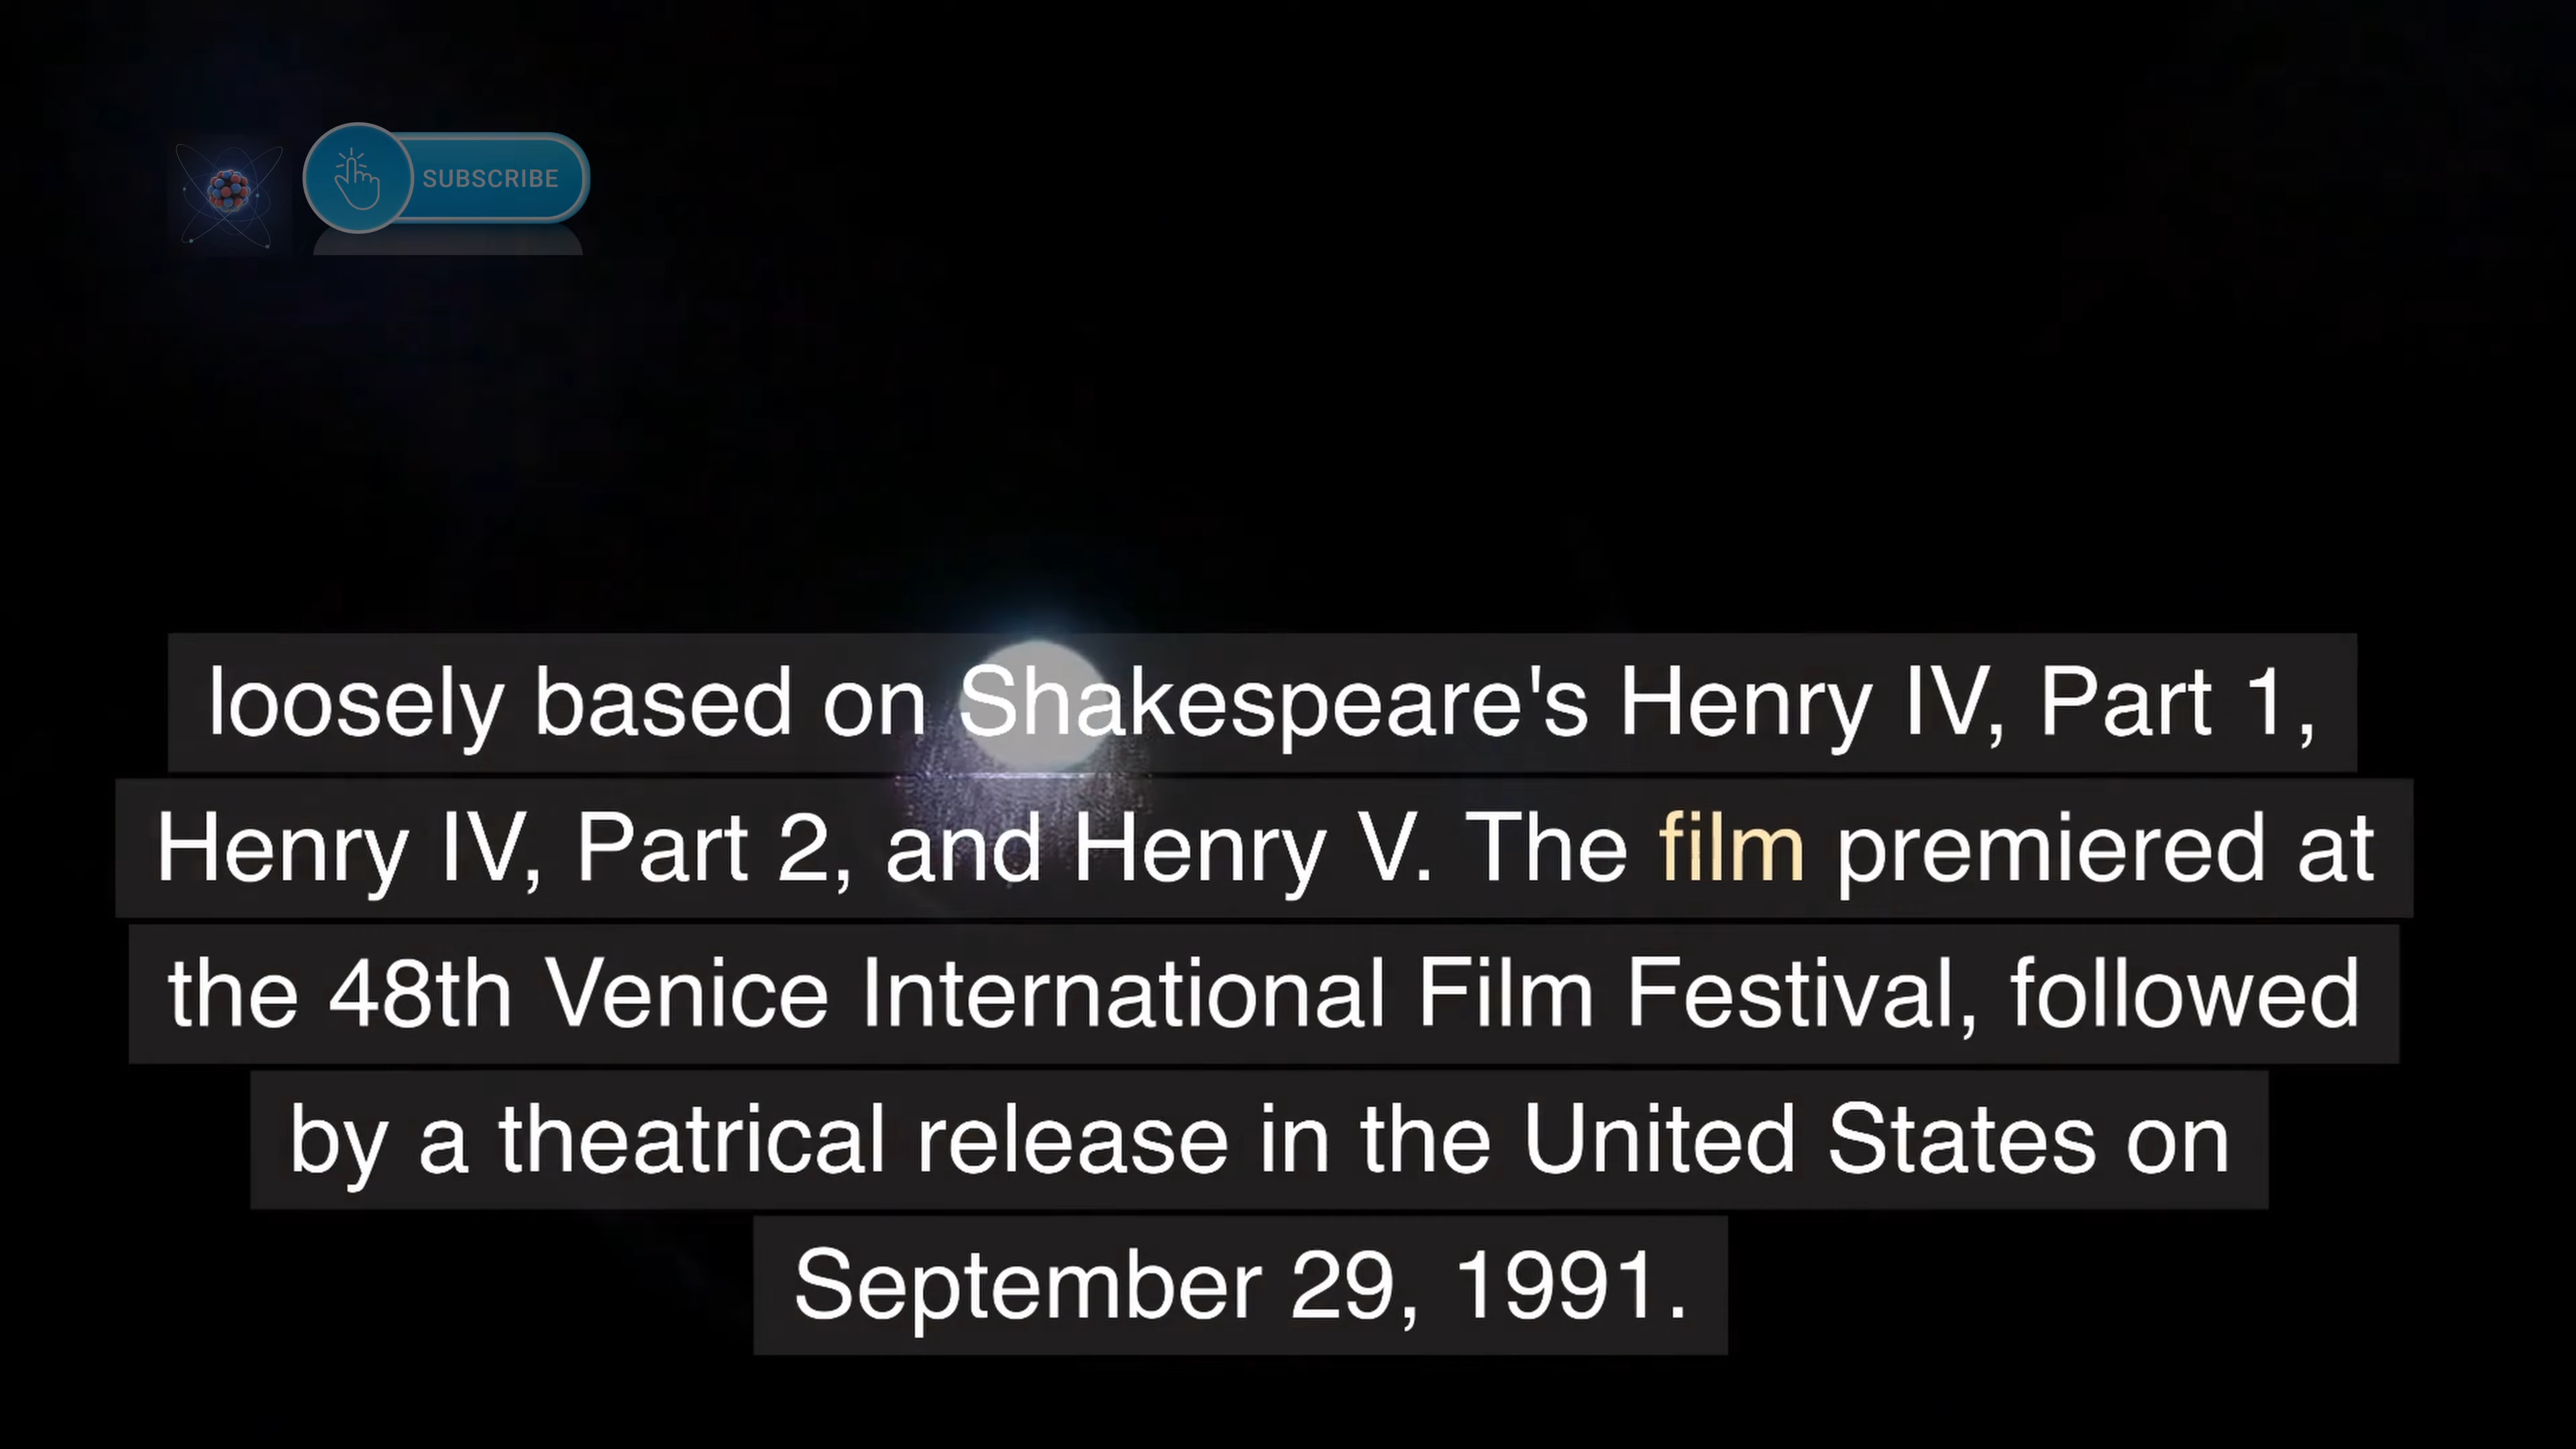 SUBSCRIBE
loosely based on Shakespeare's Henry IV, Part 1,
Henry IV, Part 2, and Henry V. The film premiered at
the 48th Venice International Film Festival, followed
by a theatrical release in the United States on
September 29, 1991.